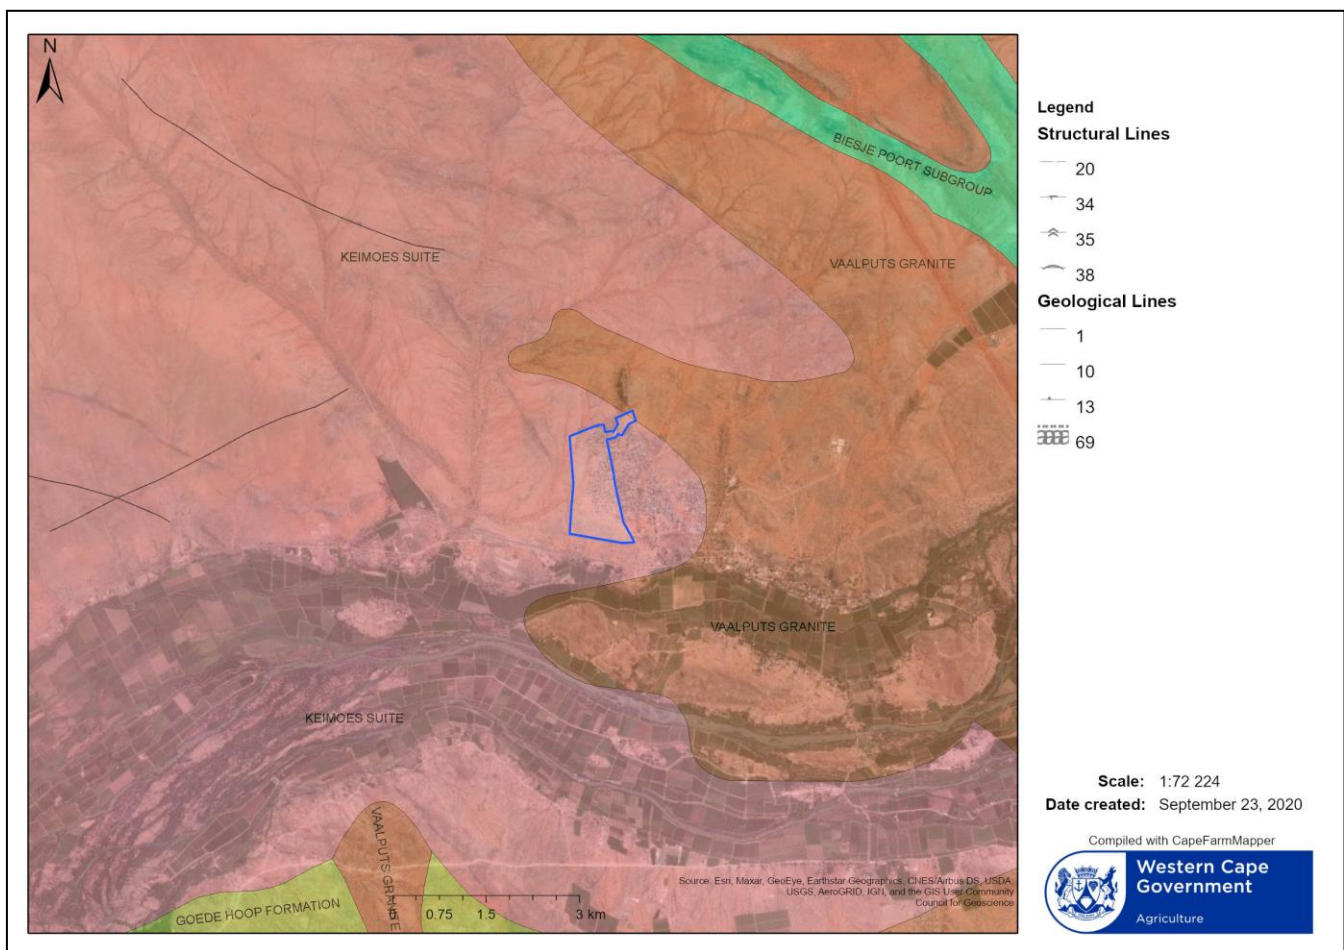 N
BIESJE POORT SUBGROUP
KEIMOES SUITE
VAALPUTS GRANITE
VAALPUTS GRANITE
KEIMOES SUITE
VAALPUTS GRANITE
GOEDE HOOP FORMATION
0.75 1.5 3 km
Source: Esri, Maxar, GeoEye, Earthstar Geographics, CNES/Airbus DS, USDA,
USGS, AeroGRID, IGN, and the GIS User Community
Council for Geoscience
Legend
Structural Lines
20
34
35
38
Geological Lines
1
10
13
69
Scale: 1:72 224
Date created: September 23, 2020
Compiled with CapeFarmMapper
Western Cape
Government
Agriculture